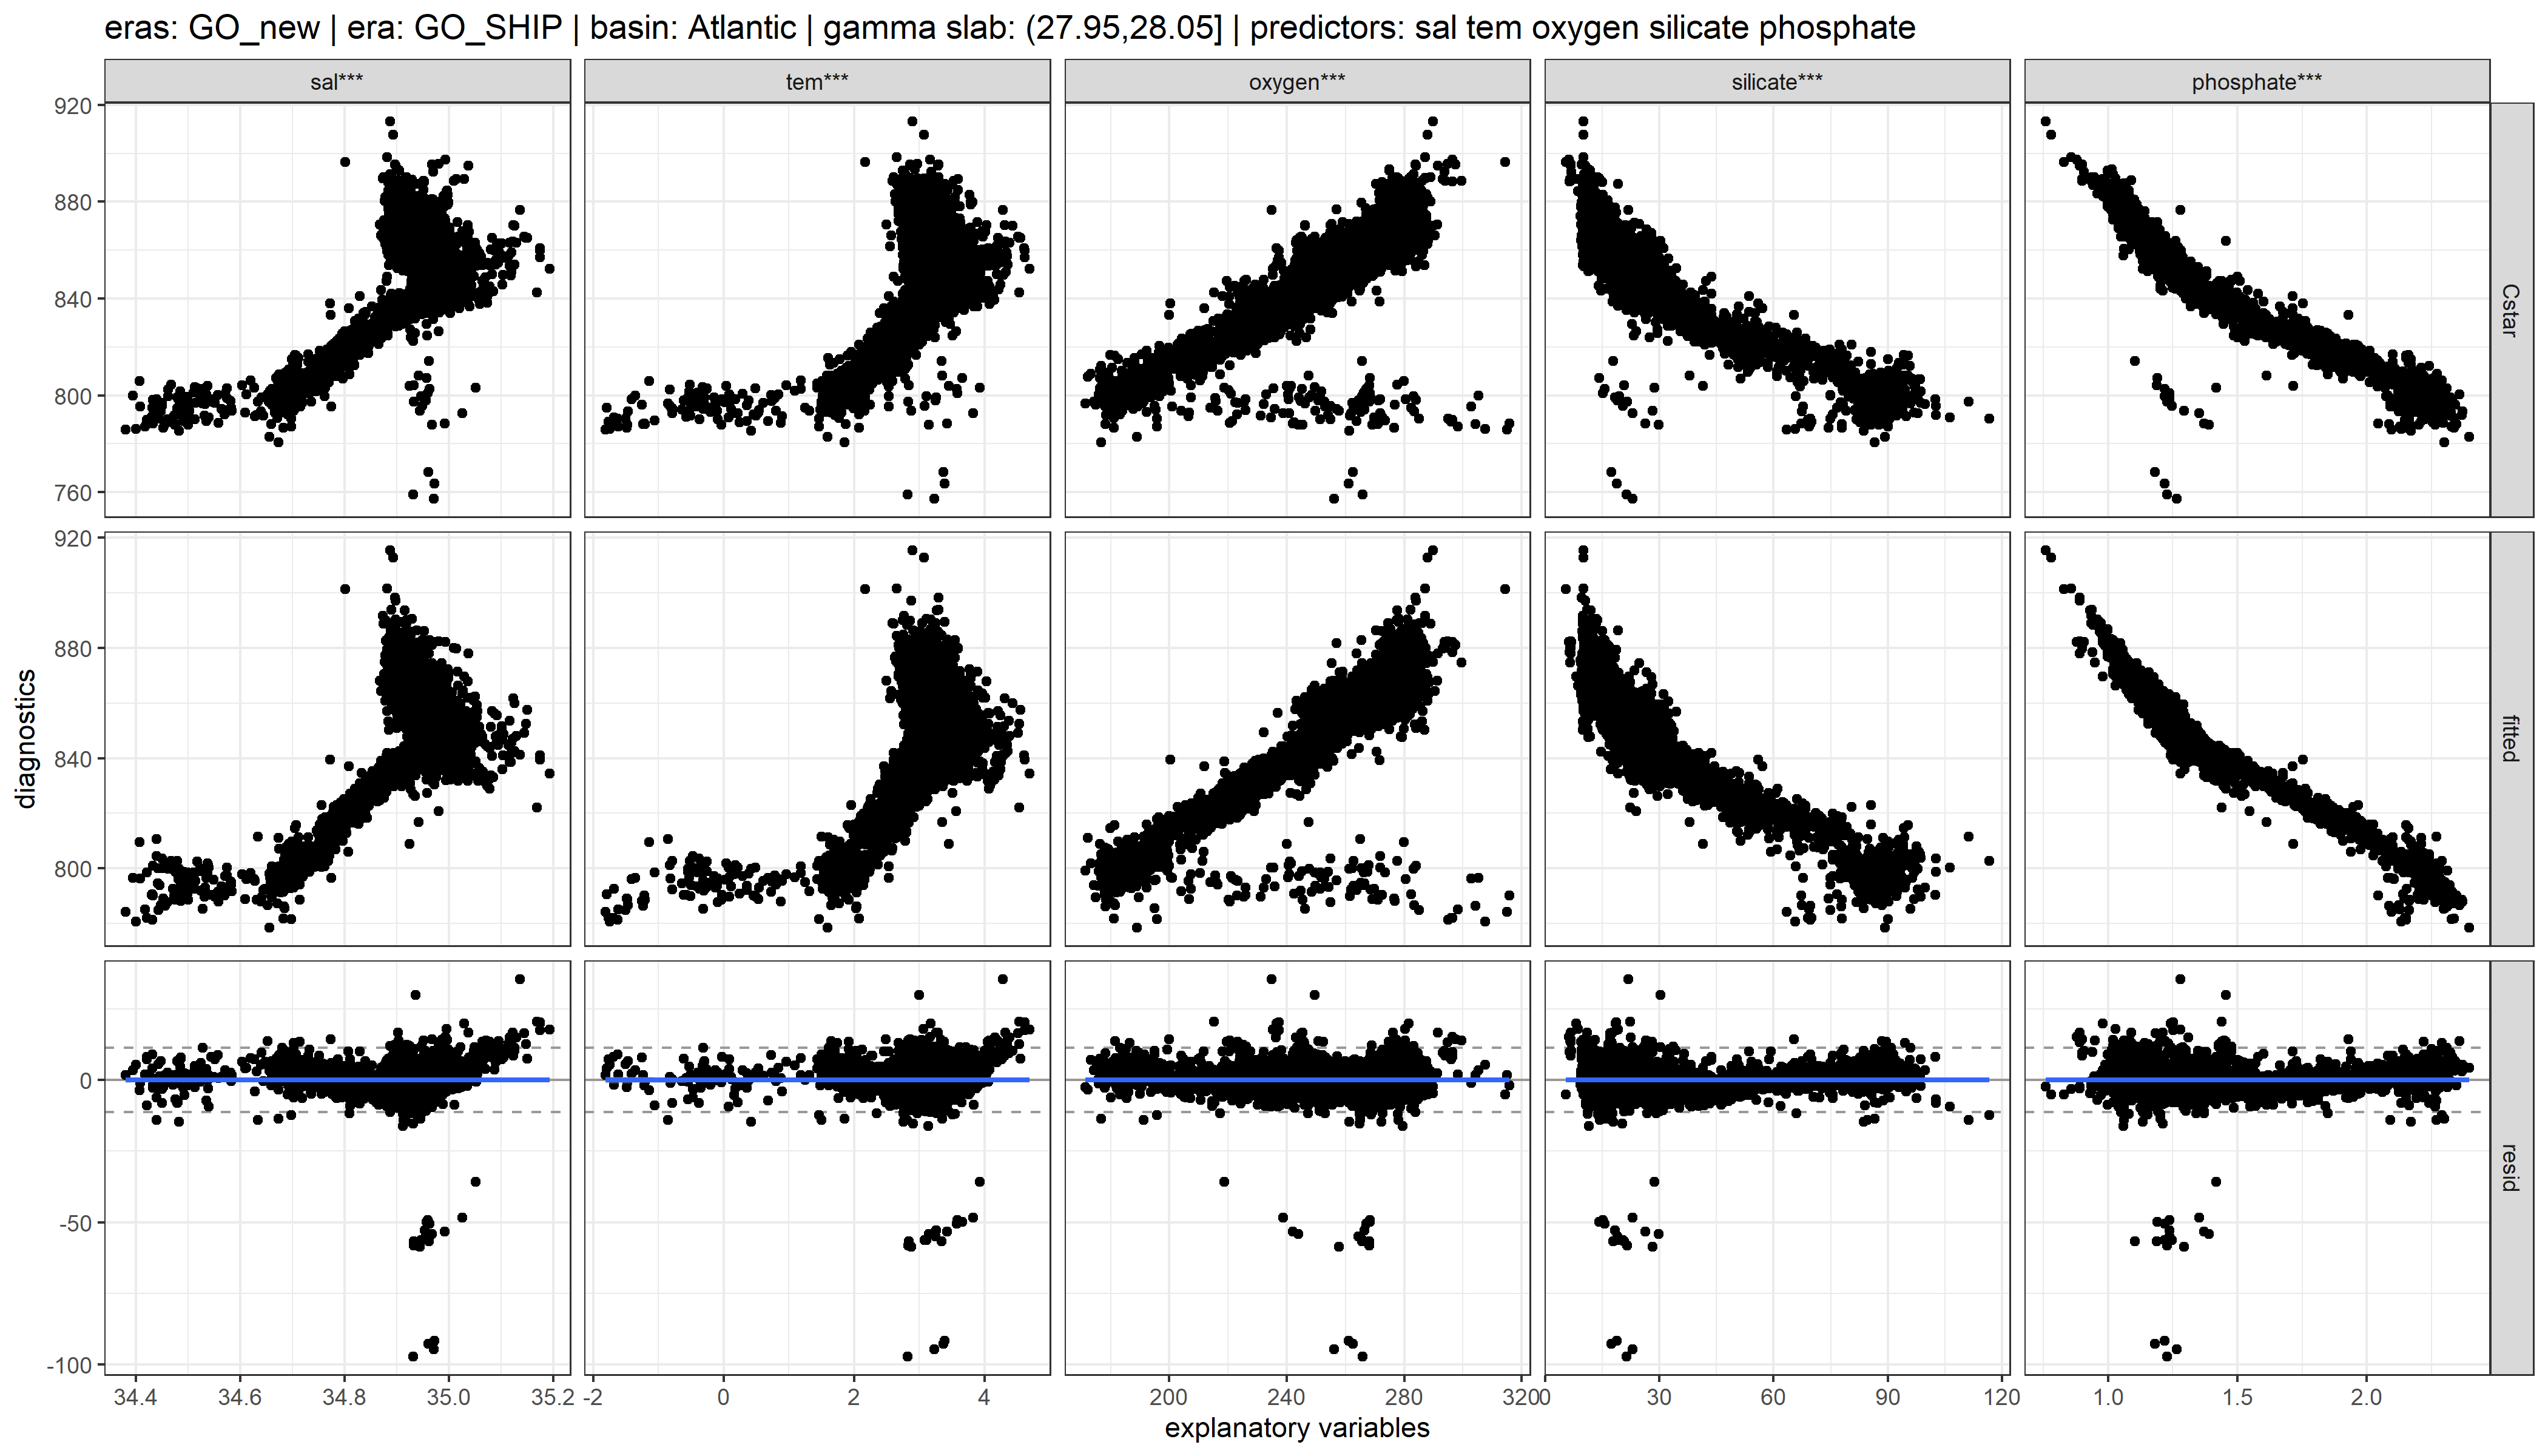 eras: GO_new | era: GO_SHIP | basin: Atlantic | gamma slab: (27.95,28.05] | predictors: sal tem oxygen silicate phosphate
sal*** tem*** oxygen*** silicate*** phosphate***
920
880
840
800
760
Cstar
920
880
840
800
fitted
diagnostics
0
-50
-100
resid
34.4 34.6 34.8 35.0 35.2 -2 0 2 4 200 240 280 320 0 30 60 90 120 1.0 1.5 2.0
explanatory variables